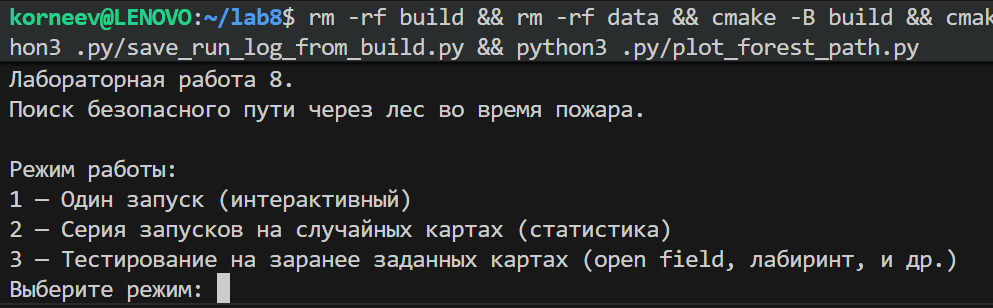 korneev@LENOVO:~/lab8$ rm -rf build && rm -rf data && cmake -B build && cmak
hon3 .py/save_run_log_from_build.py && python3 .py/plot_forest_path.py
Лабораторная работа 8.
Поиск безопасного пути через лес во время пожара.
Режим работы:
1 — Один запуск (интерактивный)
2 — Серия запусков на случайных картах (статистика)
3 — Тестирование на заранее заданных картах (open field, лабиринт, и др.)
Выберите режим: